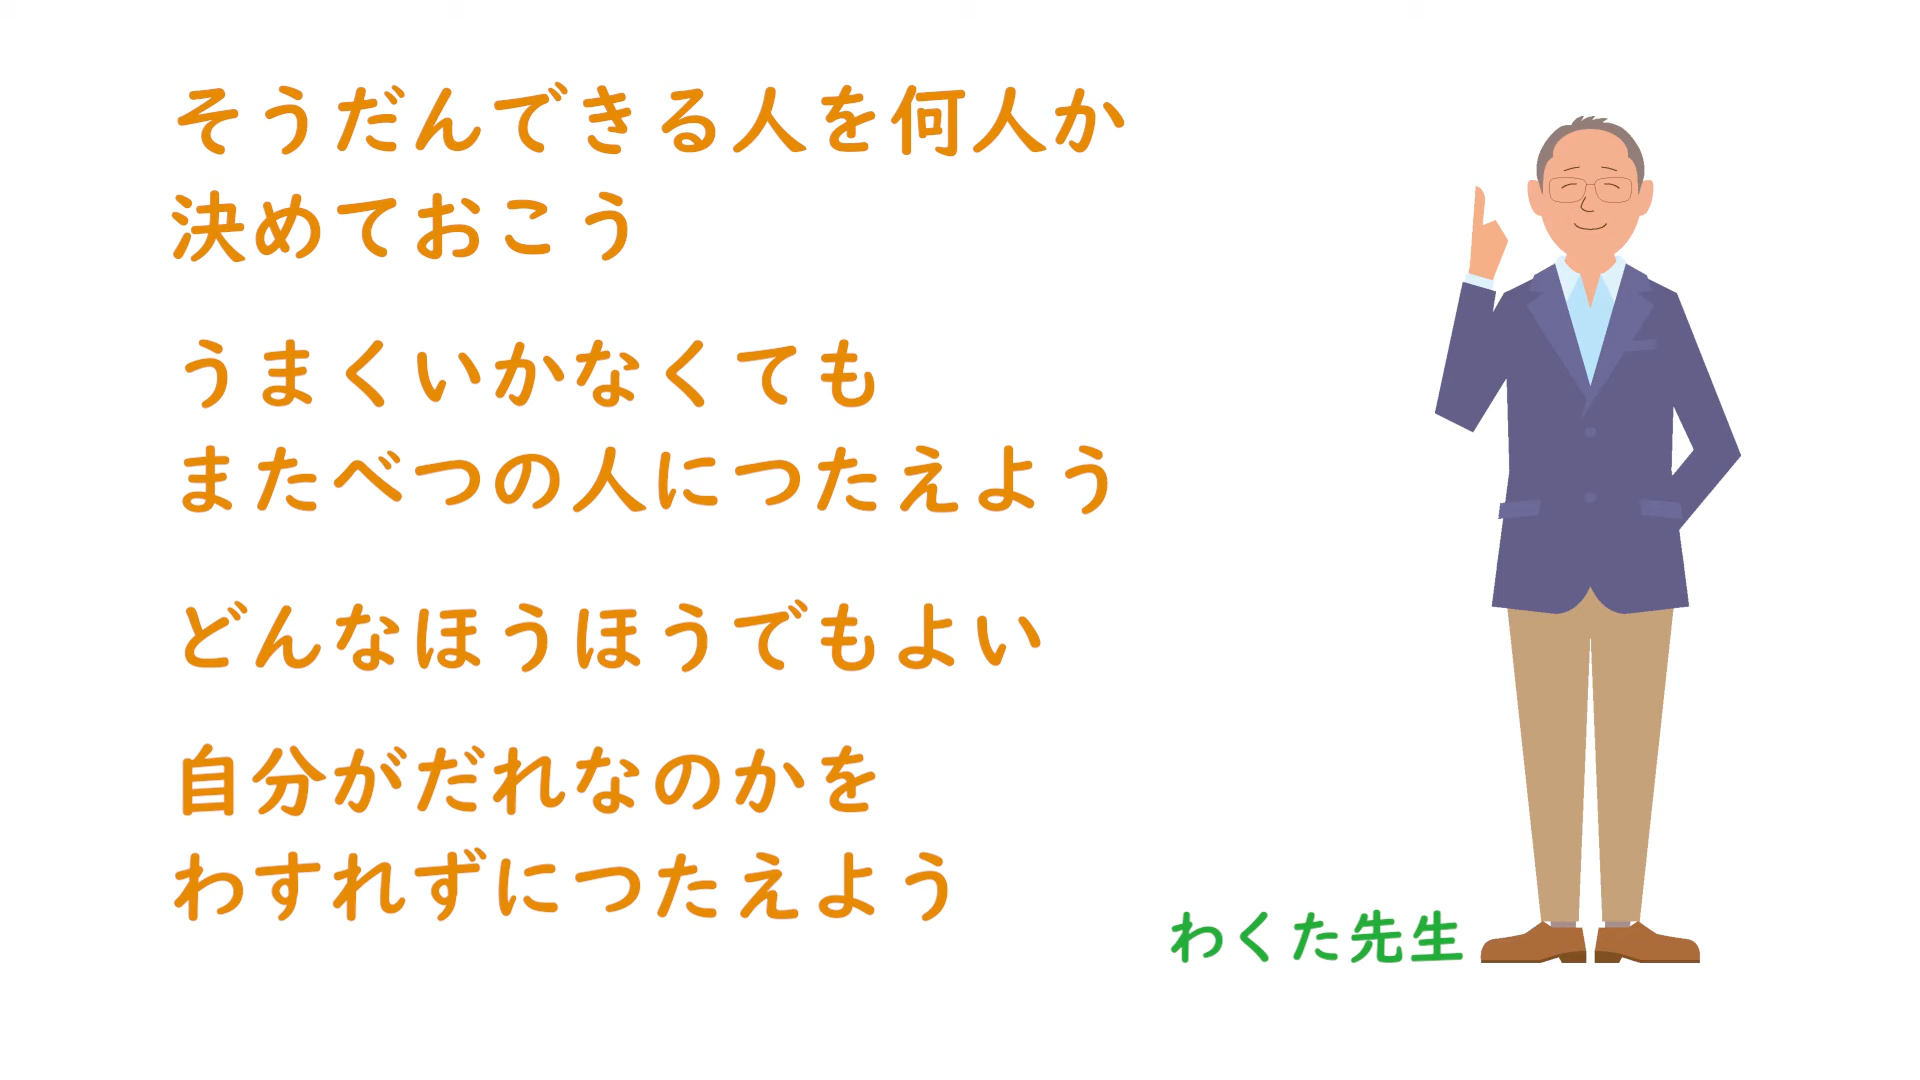 そうだんできる人を何人か
決めておこう
うまくいかなくても
またべつの人につたえよう
どんなほうほうでもよい
自分がだれなのかを
わすれずにつたえよう
わくた先生